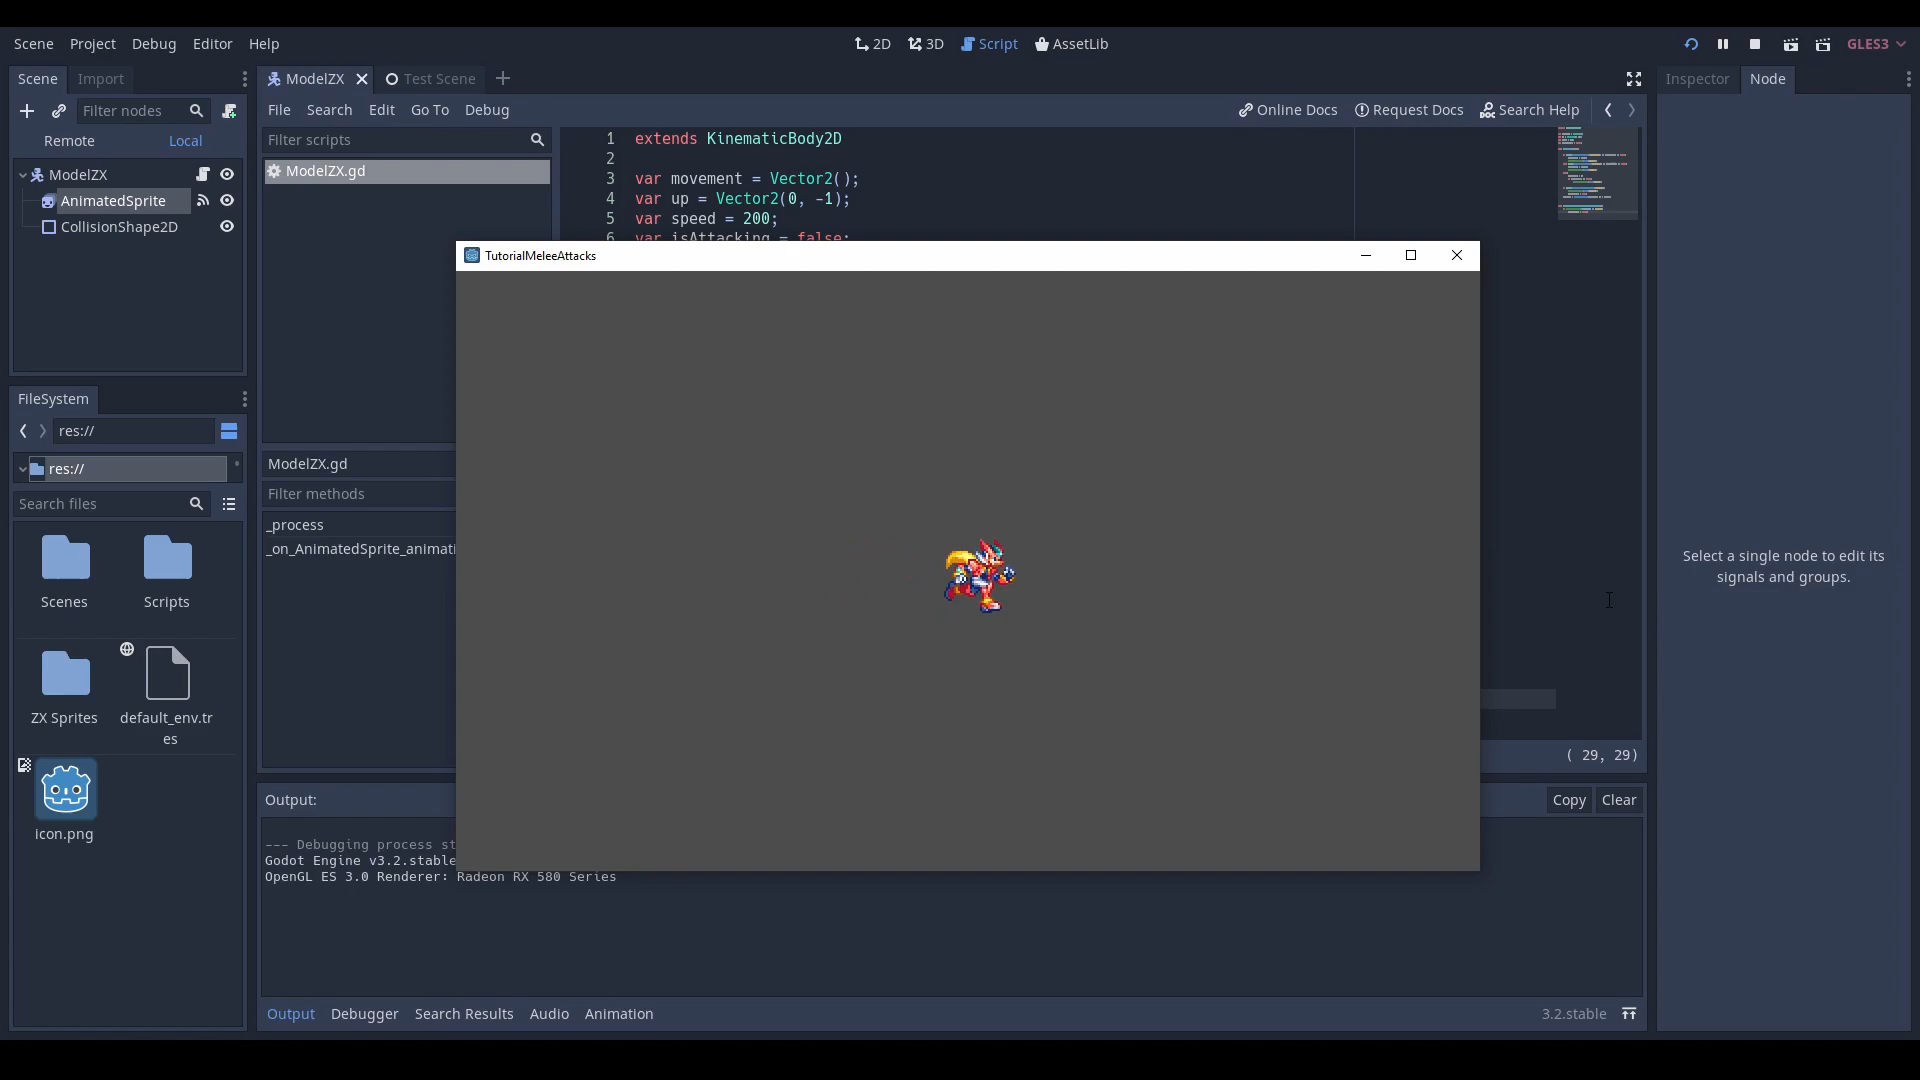 Scene Project Debug Editor Help 2D 3D Script AssetLib GLES3
Scene Import
Filter nodes
Remote Local
ModelZX
AnimatedSprite
CollisionShape2D
FileSystem
res://
res://
Search files
Scenes Scripts
ZX Sprites default_env.tr
es
icon.png
ModelZX Test Scene
File Search Edit Go To Debug Online Docs Request Docs Search Help
Filter scripts
ModelZX.gd
ModelZX.gd
Filter methods
_process
_on_AnimatedSprite_animati
1 extends KinematicBody2D
2
3 var movement = Vector2();
4 var up = Vector2(0, -1);
5 var speed = 200;
6 var isAttacking = false;
TutorialMeleeAttacks
( 29, 29)
Output: Copy Clear
--- Debugging process st
Godot Engine v3.2.stable
OpenGL ES 3.0 Renderer: Radeon RX 580 Series
Output Debugger Search Results Audio Animation 3.2.stable
Inspector Node
Select a single node to edit its
signals and groups.